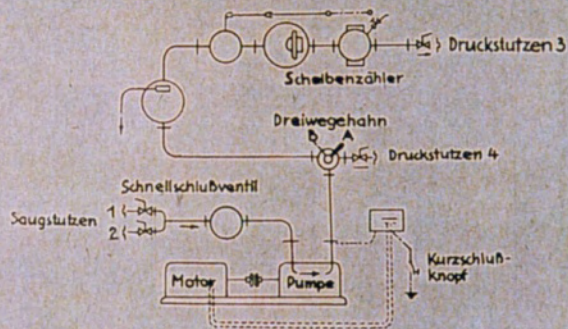 Druckstutzen 3
Scheibenzähler
Dreiwegehahn
B A
Druckstutzen 4
Schnellschlußventil
Saugstutzen 1
2
Motor
Pumpe
Kurzschluß-
knopf